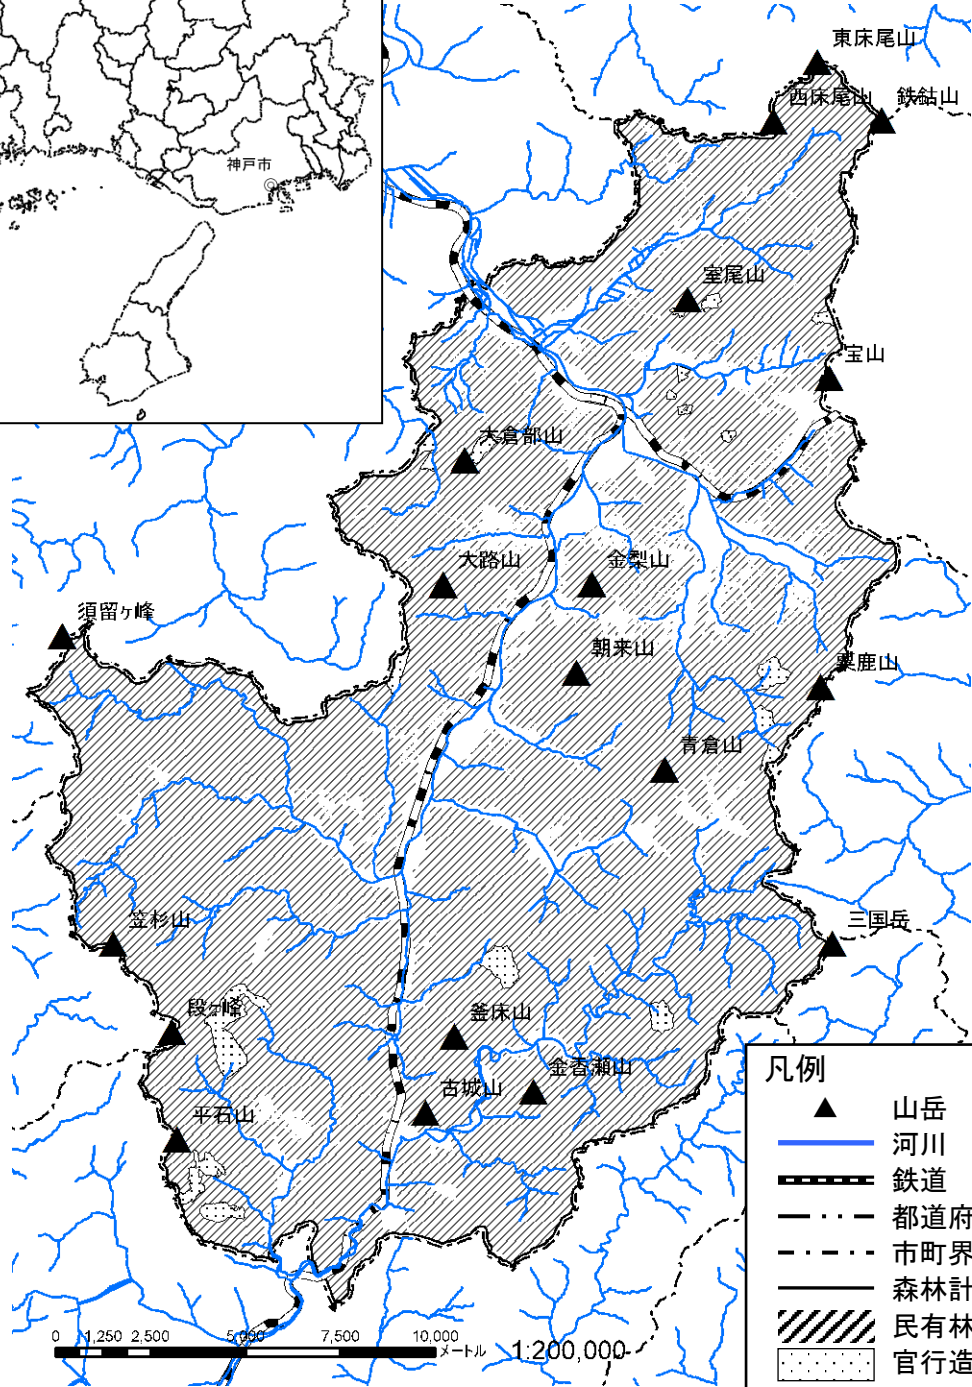 東床尾山
西床尾山
鉄鈷山
神戸市
室尾山
宝山
大倉部山
大路山
金梨山
須留ヶ峰
朝来山
粟鹿山
青倉山
笠杉山
三国岳
段ヶ峰
釜床山
金香瀬山
古城山
平石山
凡例
山岳
河川
鉄道
都道府
市町界
森林計
民有林
官行造
0 1,250 2,500 5,000 7,500 10,000
メートル
1:200,000